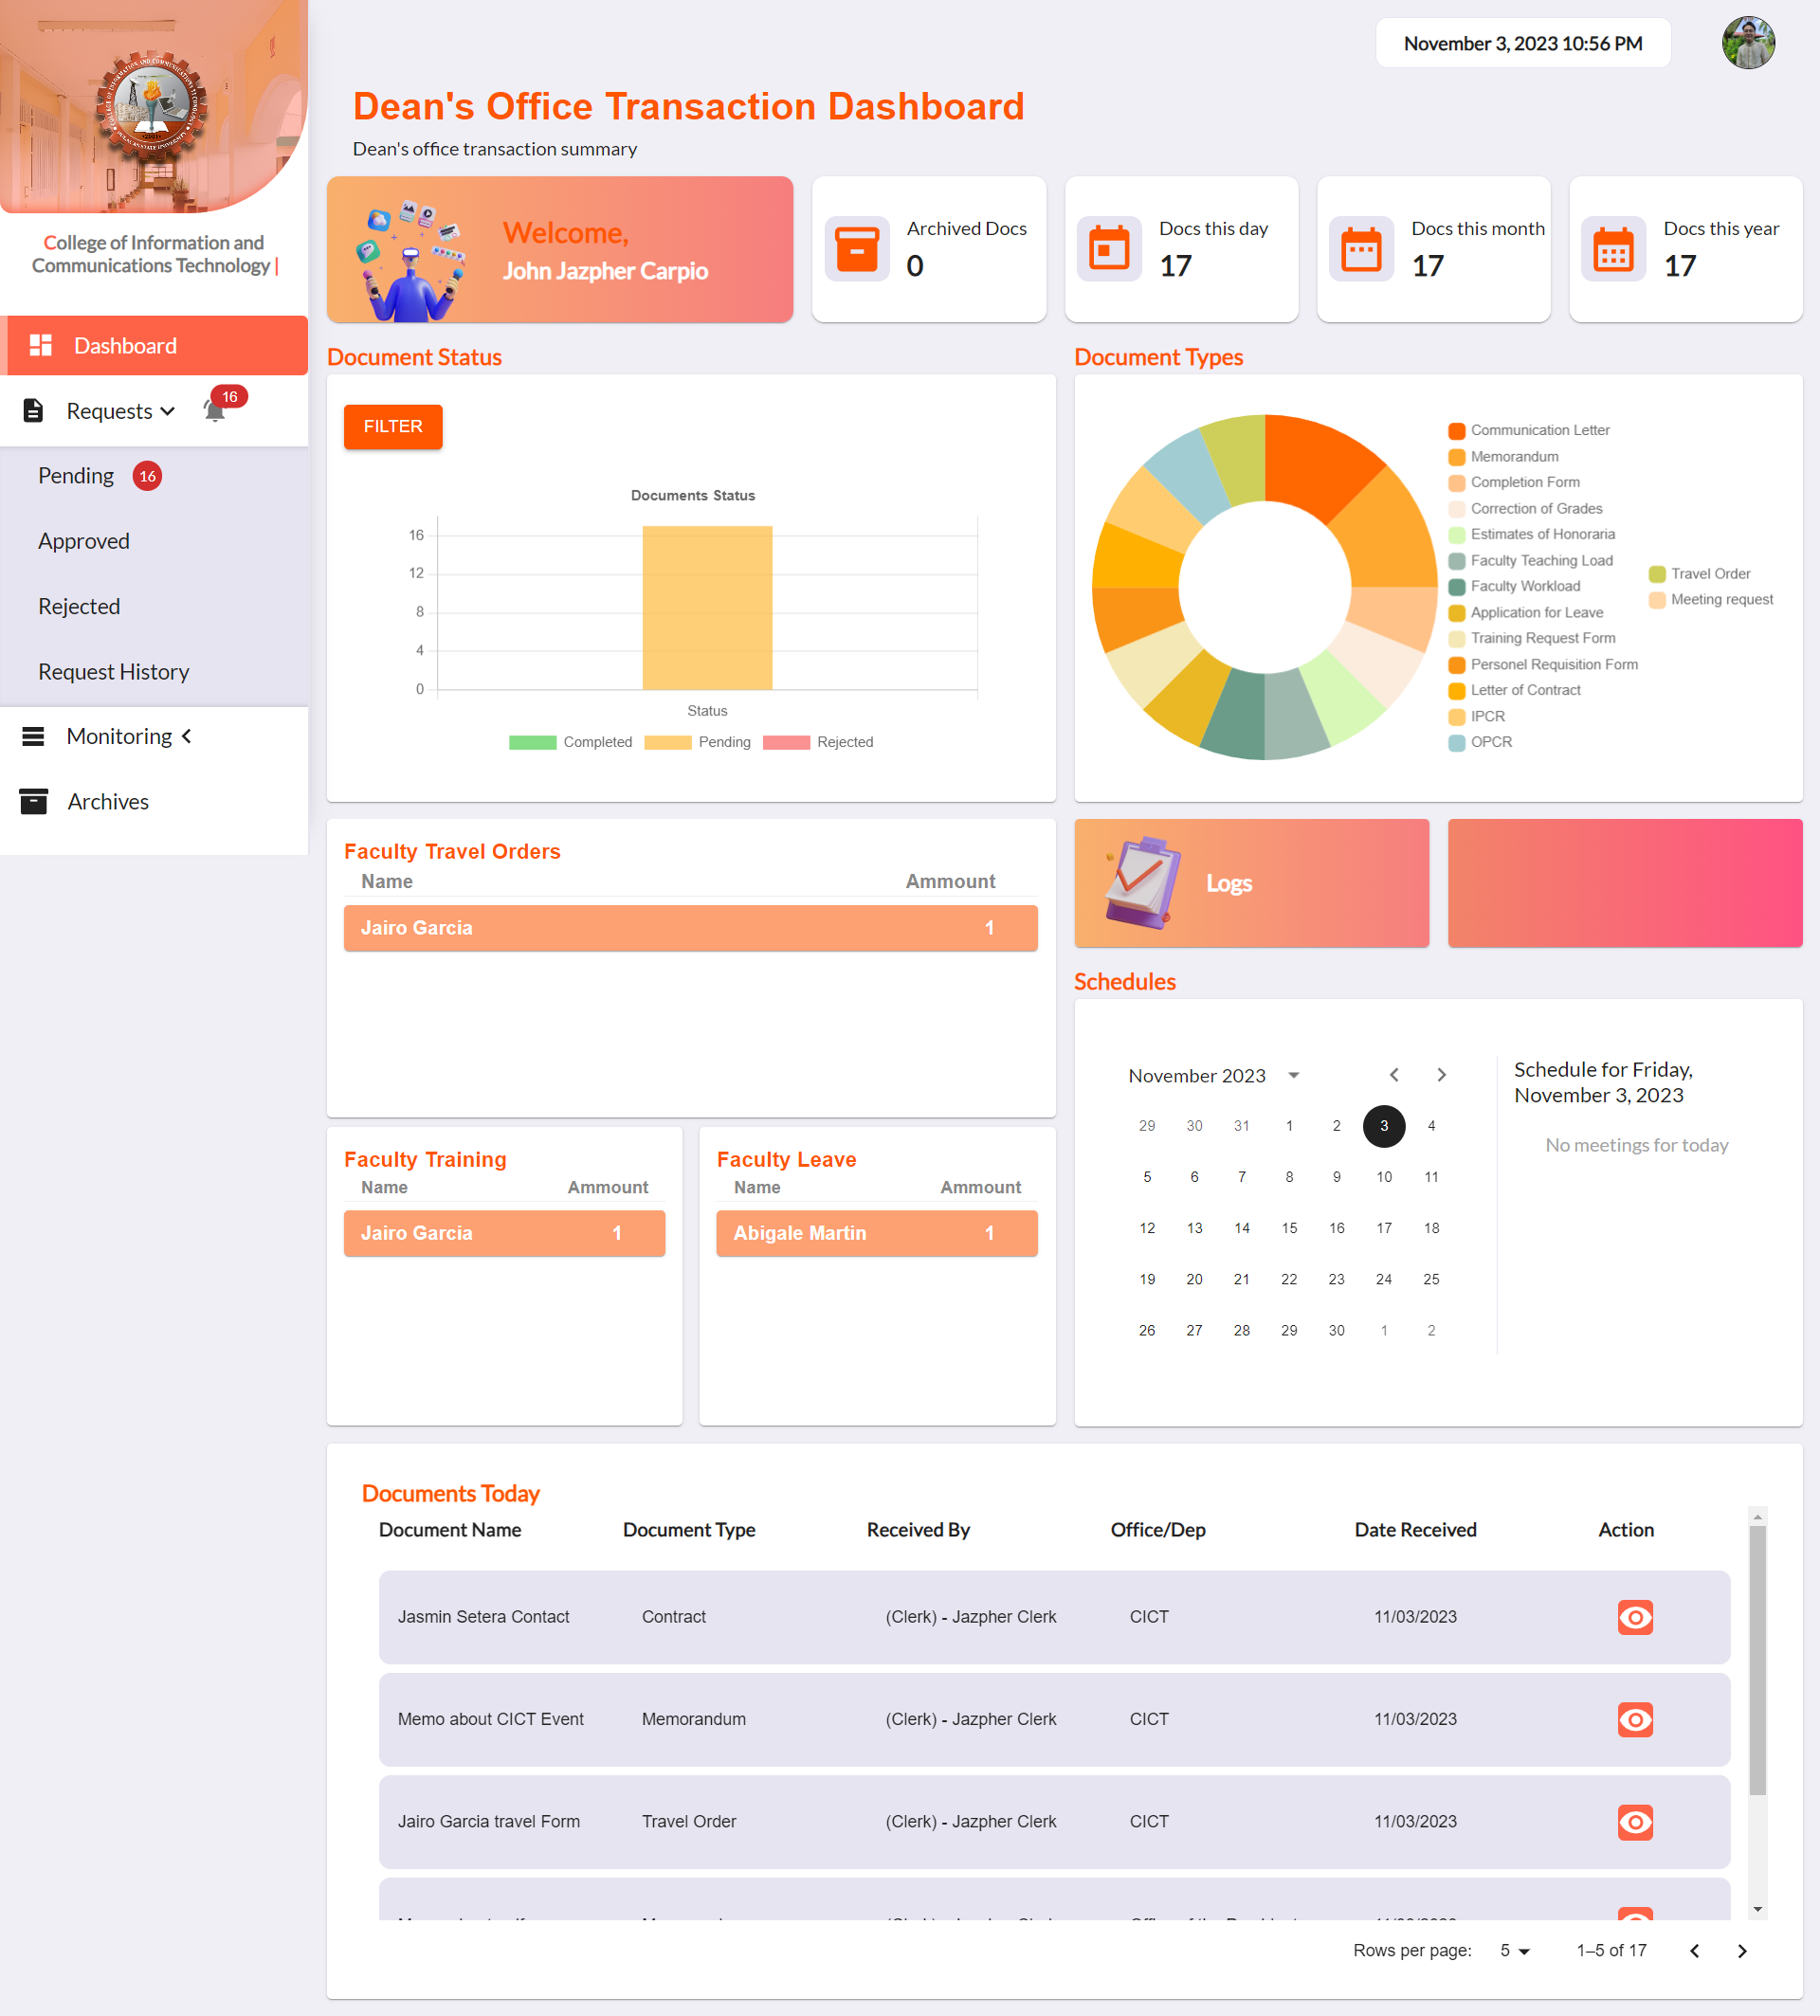 November 3, 2023 10:56 PM
Dean's Office Transaction Dashboard
Dean's office transaction summary
College of Information and
Communications Technology |
Dashboard
Requests
16
Pending
16
Approved
Rejected
Request History
Monitoring
Archives
Welcome,
John Jazpher Carpio
Archived Docs
0
Docs this day
17
Docs this month
17
Docs this year
17
Document Status
FILTER
Documents Status
16
12
8
4
0
Status
Completed Pending Rejected
Document Types
Communication Letter
Memorandum
Completion Form
Correction of Grades
Estimates of Honoraria
Faculty Teaching Load
Faculty Workload
Application for Leave
Training Request Form
Personel Requisition Form
Letter of Contract
IPCR
OPCR
Travel Order
Meeting request
Faculty Travel Orders
Name Ammount
Jairo Garcia 1
Logs
Faculty Training
Name Ammount
Jairo Garcia 1
Faculty Leave
Name Ammount
Abigale Martin 1
Schedules
November 2023
29 30 31 1 2 3 4
5 6 7 8 9 10 11
12 13 14 15 16 17 18
19 20 21 22 23 24 25
26 27 28 29 30 1 2
Schedule for Friday,
November 3, 2023
No meetings for today
Documents Today
Document Name Document Type Received By Office/Dep Date Received Action
Jasmin Setera Contact Contract (Clerk) - Jazpher Clerk CICT 11/03/2023
Memo about CICT Event Memorandum (Clerk) - Jazpher Clerk CICT 11/03/2023
Jairo Garcia travel Form Travel Order (Clerk) - Jazpher Clerk CICT 11/03/2023
Rows per page: 5 1–5 of 17